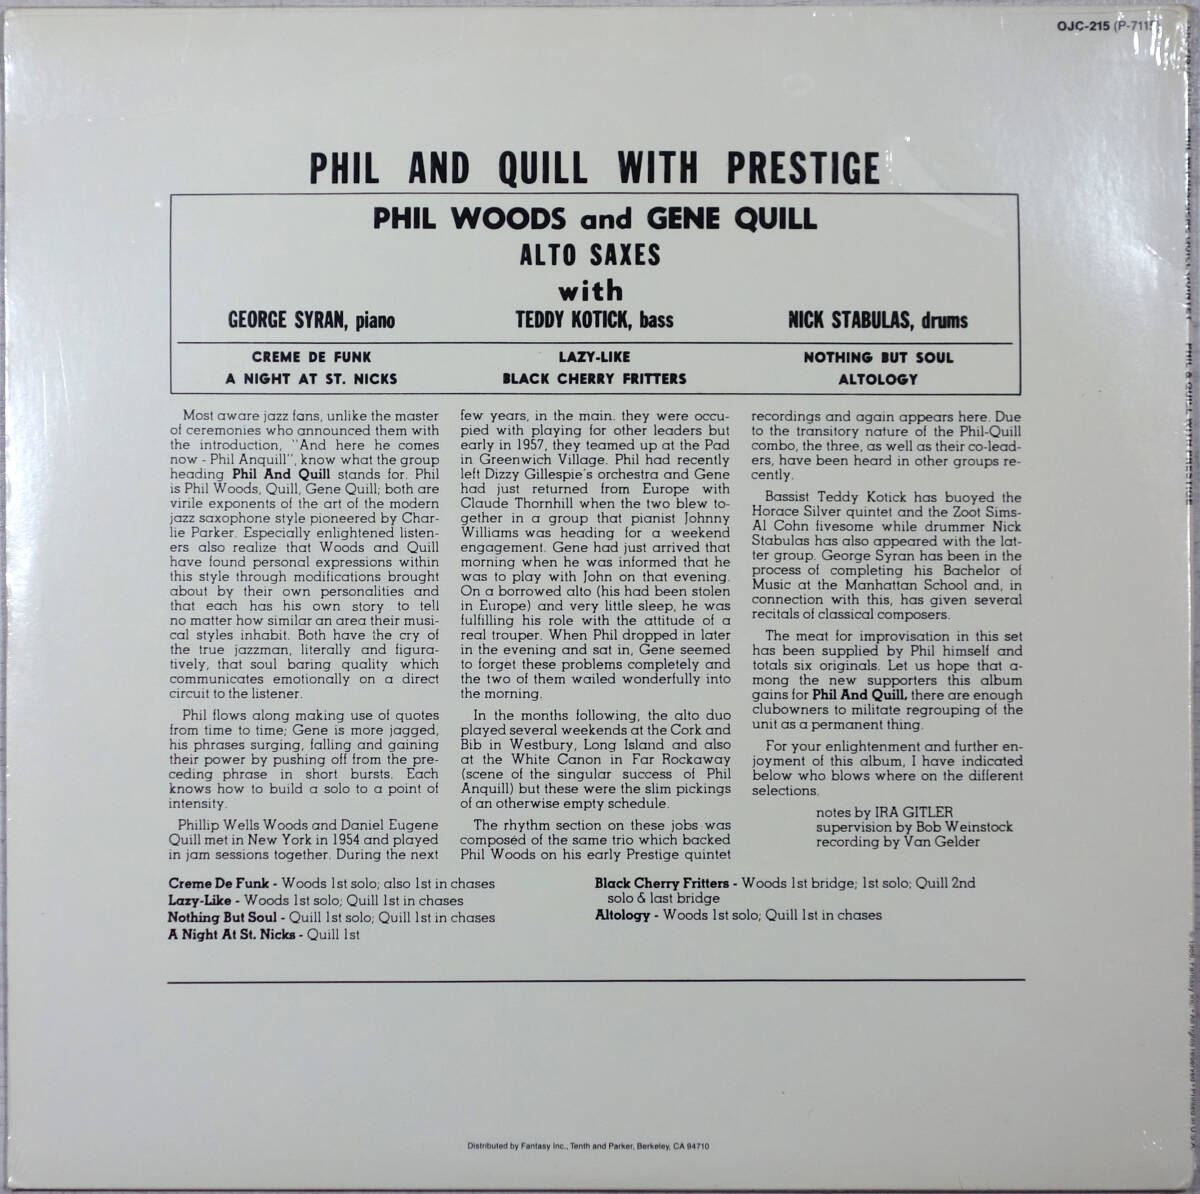 OJC-215 (P-7115)
PHIL AND QUILL WITH PRESTIGE
PHIL WOODS and GENE QUILL
ALTO SAXES
with
GEORGE SYRAN, piano
TEDDY KOTICK, bass
NICK STABULAS, drums
CREME DE FUNK
A NIGHT AT ST. NICKS
LAZY-LIKE
BLACK CHERRY FRITTERS
NOTHING BUT SOUL
ALTOLOGY
Most aware jazz fans, unlike the master
of ceremonies who announced them with
the introduction, "And here he comes
now - Phil Anquill", know what the group
heading Phil And Quill stands for. Phil
is Phil Woods, Quill, Gene Quill; both are
virile exponents of the art of the modern
jazz saxophone style pioneered by Char-
lie Parker. Especially enlightened listen-
ers also realize that Woods and Quill
have found personal expressions within
this style through modifications brought
about by their own personalities and
that each has his own story to tell
no matter how similar an area their musi-
cal styles inhabit. Both have the cry of
the true jazzman, literally and figura-
tively, that soul baring quality which
communicates emotionally on a direct
circuit to the listener.
Phil flows along making use of quotes
from time to time; Gene is more jagged,
his phrases surging, falling and gaining
their power by pushing off from the pre-
ceding phrase in short bursts. Each
knows how to build a solo to a point of
intensity.
Phillip Wells Woods and Daniel Eugene
Quill met in New York in 1954 and played
in jam sessions together. During the next
few years, in the main. they were occu-
pied with playing for other leaders but
early in 1957, they teamed up at the Pad
in Greenwich Village. Phil had recently
left Dizzy Gillespie's orchestra and Gene
had just returned from Europe with
Claude Thornhill when the two blew to-
gether in a group that pianist Johnny
Williams was heading for a weekend
engagement. Gene had just arrived that
morning when he was informed that he
was to play with John on that evening.
On a borrowed alto (his had been stolen
in Europe) and very little sleep, he was
fulfilling his role with the attitude of a
real trouper. When Phil dropped in later
in the evening and sat in, Gene seemed
to forget these problems completely and
the two of them wailed wonderfully into
the morning.
In the months following, the alto duo
played several weekends at the Cork and
Bib in Westbury, Long Island and also
at the White Canon in Far Rockaway
(scene of the singular success of Phil
Anquill) but these were the slim pickings
of an otherwise empty schedule.
The rhythm section on these jobs was
composed of the same trio which backed
Phil Woods on his early Prestige quintet
recordings and again appears here. Due
to the transitory nature of the Phil-Quill
combo, the three, as well as their co-lead-
ers, have been heard in other groups re-
cently.
Bassist Teddy Kotick has buoyed the
Horace Silver quintet and the Zoot Sims-
Al Cohn fivesome while drummer Nick
Stabulas has also appeared with the lat-
ter group. George Syran has been in the
process of completing his Bachelor of
Music at the Manhattan School and, in
connection with this, has given several
recitals of classical composers.
The meat for improvisation in this set
has been supplied by Phil himself and
totals six originals. Let us hope that a-
mong the new supporters this album
gains for Phil And Quill, there are enough
clubowners to militate regrouping of the
unit as a permanent thing.
For your enlightenment and further en-
joyment of this album, I have indicated
below who blows where on the different
selections.
notes by IRA GITLER
supervision by Bob Weinstock
recording by Van Gelder
Creme De Funk - Woods 1st solo; also 1st in chases
Lazy-Like - Woods 1st solo; Quill 1st in chases
Nothing But Soul - Quill 1st solo; Quill 1st in chases
A Night At St. Nicks - Quill 1st
Black Cherry Fritters - Woods 1st bridge; 1st solo; Quill 2nd
solo & last bridge
Altology - Woods 1st solo; Quill 1st in chases
Distributed by Fantasy Inc., Tenth and Parker, Berkeley, CA 94710